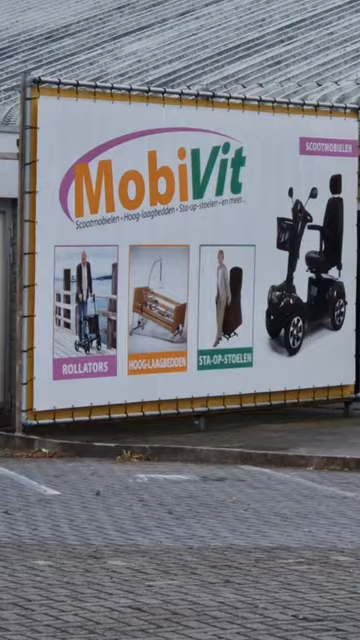 SCOOTMOBIELEN
MobiVit
Scootmobielen • Hoog-laagbedden • Sta-op-stoelen • en meer...
ROLLATORS
HOOG-LAAGBEDDEN
STA-OP-STOELEN